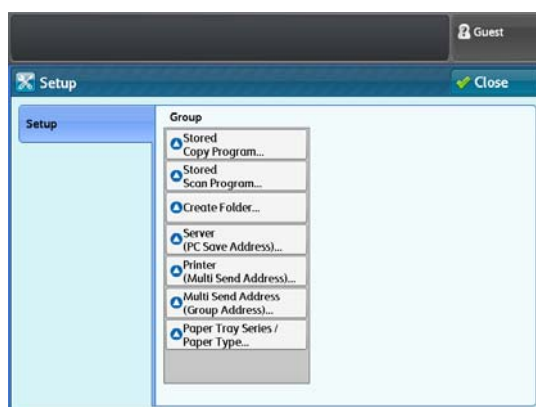 Guest
Setup
Close
Setup
Group
Stored
Copy Program...
Stored
Scan Program...
Create Folder...
Server
(PC Save Address)...
Printer
(Multi Send Address)...
Multi Send Address
(Group Address)...
Paper Tray Series /
Paper Type...